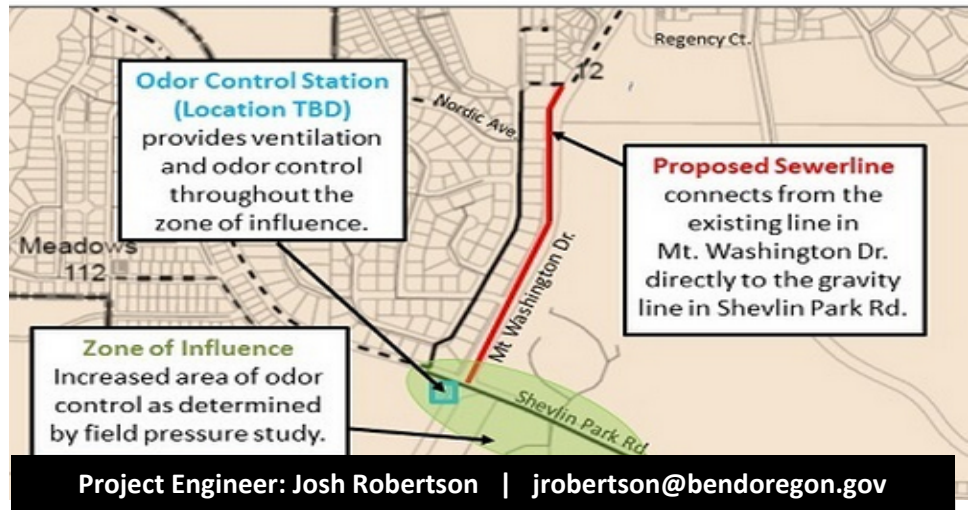 Regency Ct.
12
Odor Control Station
(Location TBD)
provides ventilation
and odor control
throughout the
zone of influence.
Nordic Ave.
Proposed Sewerline
connects from the
existing line in
Mt. Washington Dr.
directly to the gravity
line in Shevlin Park Rd.
Meadows
112
Mt Washington Dr.
Zone of Influence
Increased area of odor
control as determined
by field pressure study.
Shevlin Park Rd
Project Engineer: Josh Robertson | jrobertson@bendoregon.gov